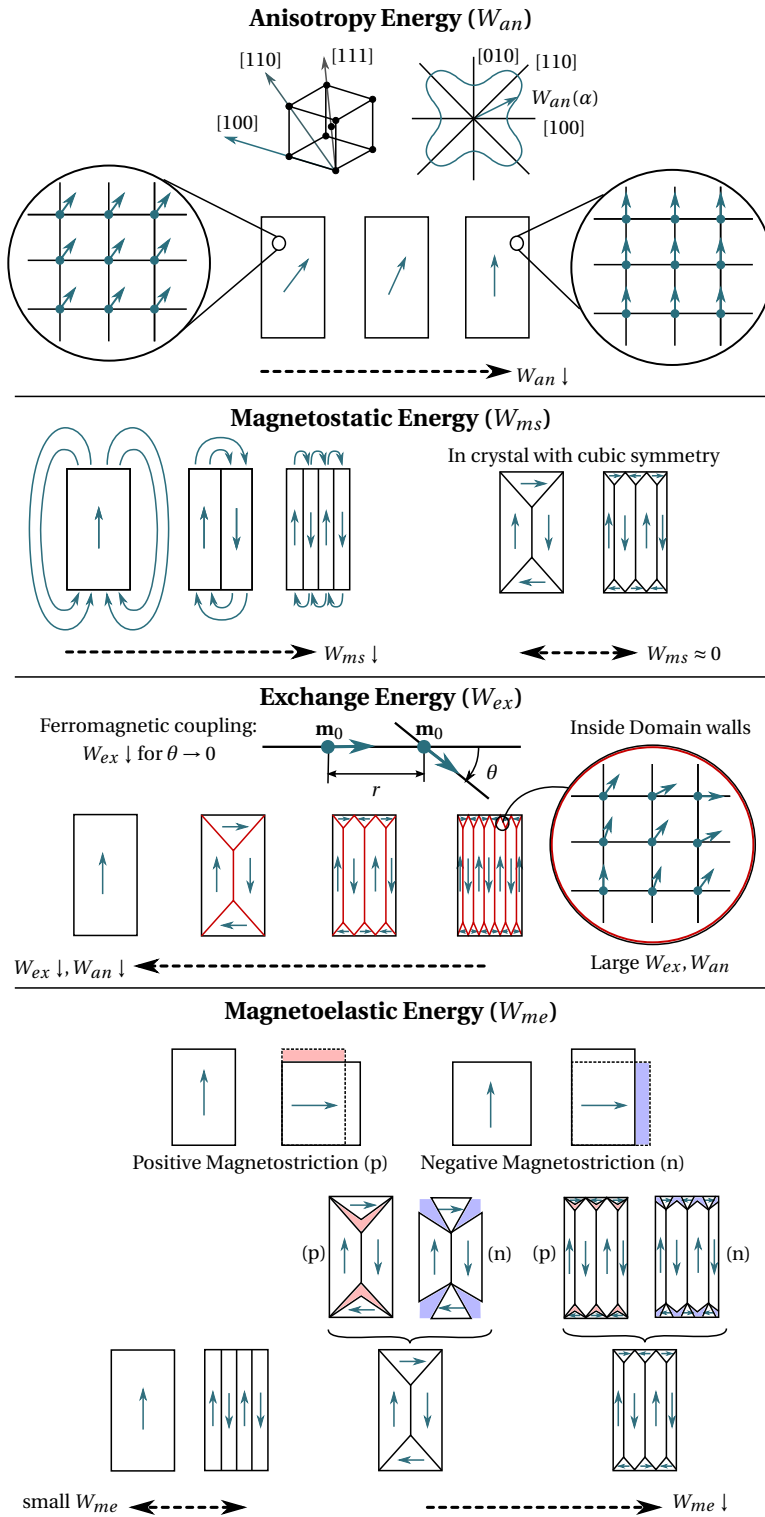 Anisotropy Energy (W_an)
[110]
[111]
[100]
[010]
[110]
W_an(α)
[100]
W_an ↓
Magnetostatic Energy (W_ms)
In crystal with cubic symmetry
W_ms ↓
W_ms ≈ 0
Exchange Energy (W_ex)
Ferromagnetic coupling:
W_ex ↓ for θ → 0
m_0
m_0
θ
r
Inside Domain walls
W_ex ↓, W_an ↓
Large W_ex, W_an
Magnetoelastic Energy (W_me)
Positive Magnetostriction (p)
Negative Magnetostriction (n)
(p)
(n)
(p)
(n)
small W_me
W_me ↓